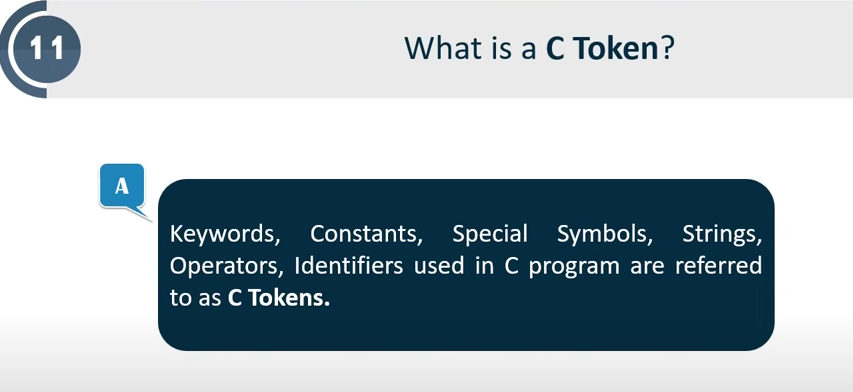 11
What is a C Token?
A
Keywords, Constants, Special Symbols, Strings,
Operators, Identifiers used in C program are referred
to as C Tokens.